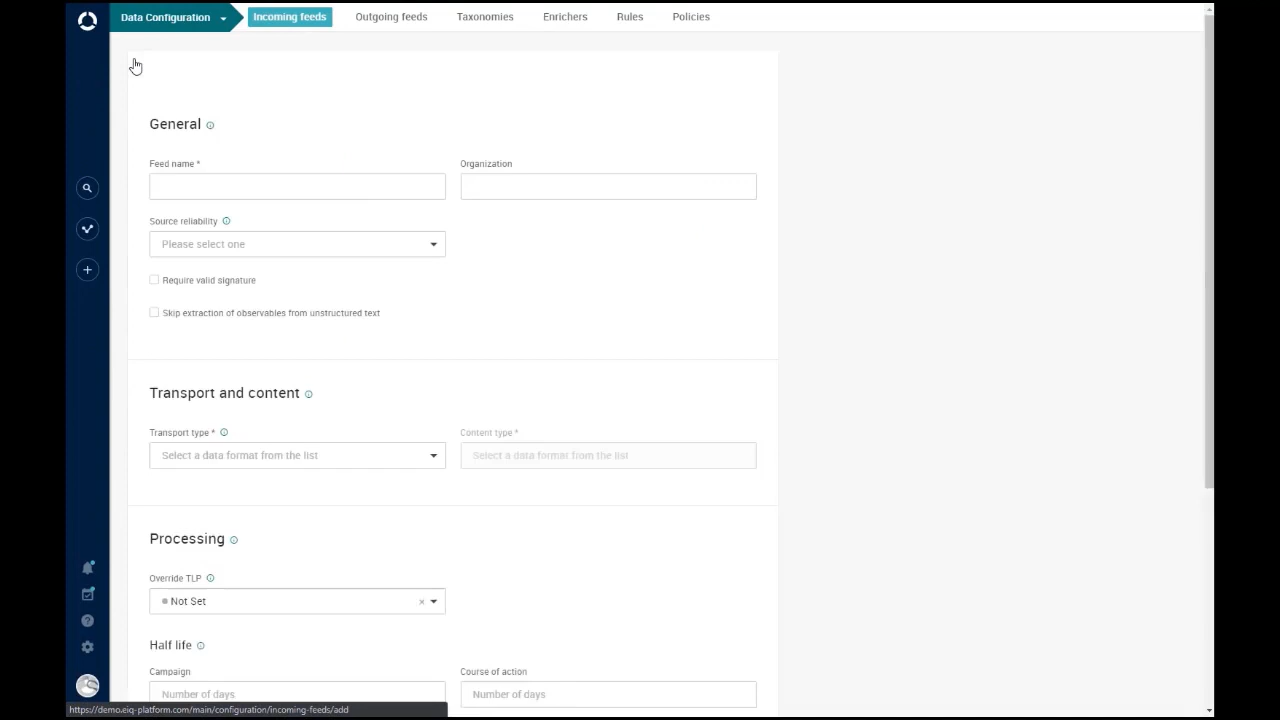 Data Configuration
Incoming feeds
Outgoing feeds
Taxonomies
Enrichers
Rules
Policies
General
Feed name *
Organization
Source reliability
Please select one
Require valid signature
Skip extraction of observables from unstructured text
Transport and content
Transport type *
Content type *
Select a data format from the list
Select a data format from the list
Processing
Override TLP
Not Set
Half life
Campaign
Course of action
Number of days
Number of days
https://demo.eiq-platform.com/main/configuration/incoming-feeds/add